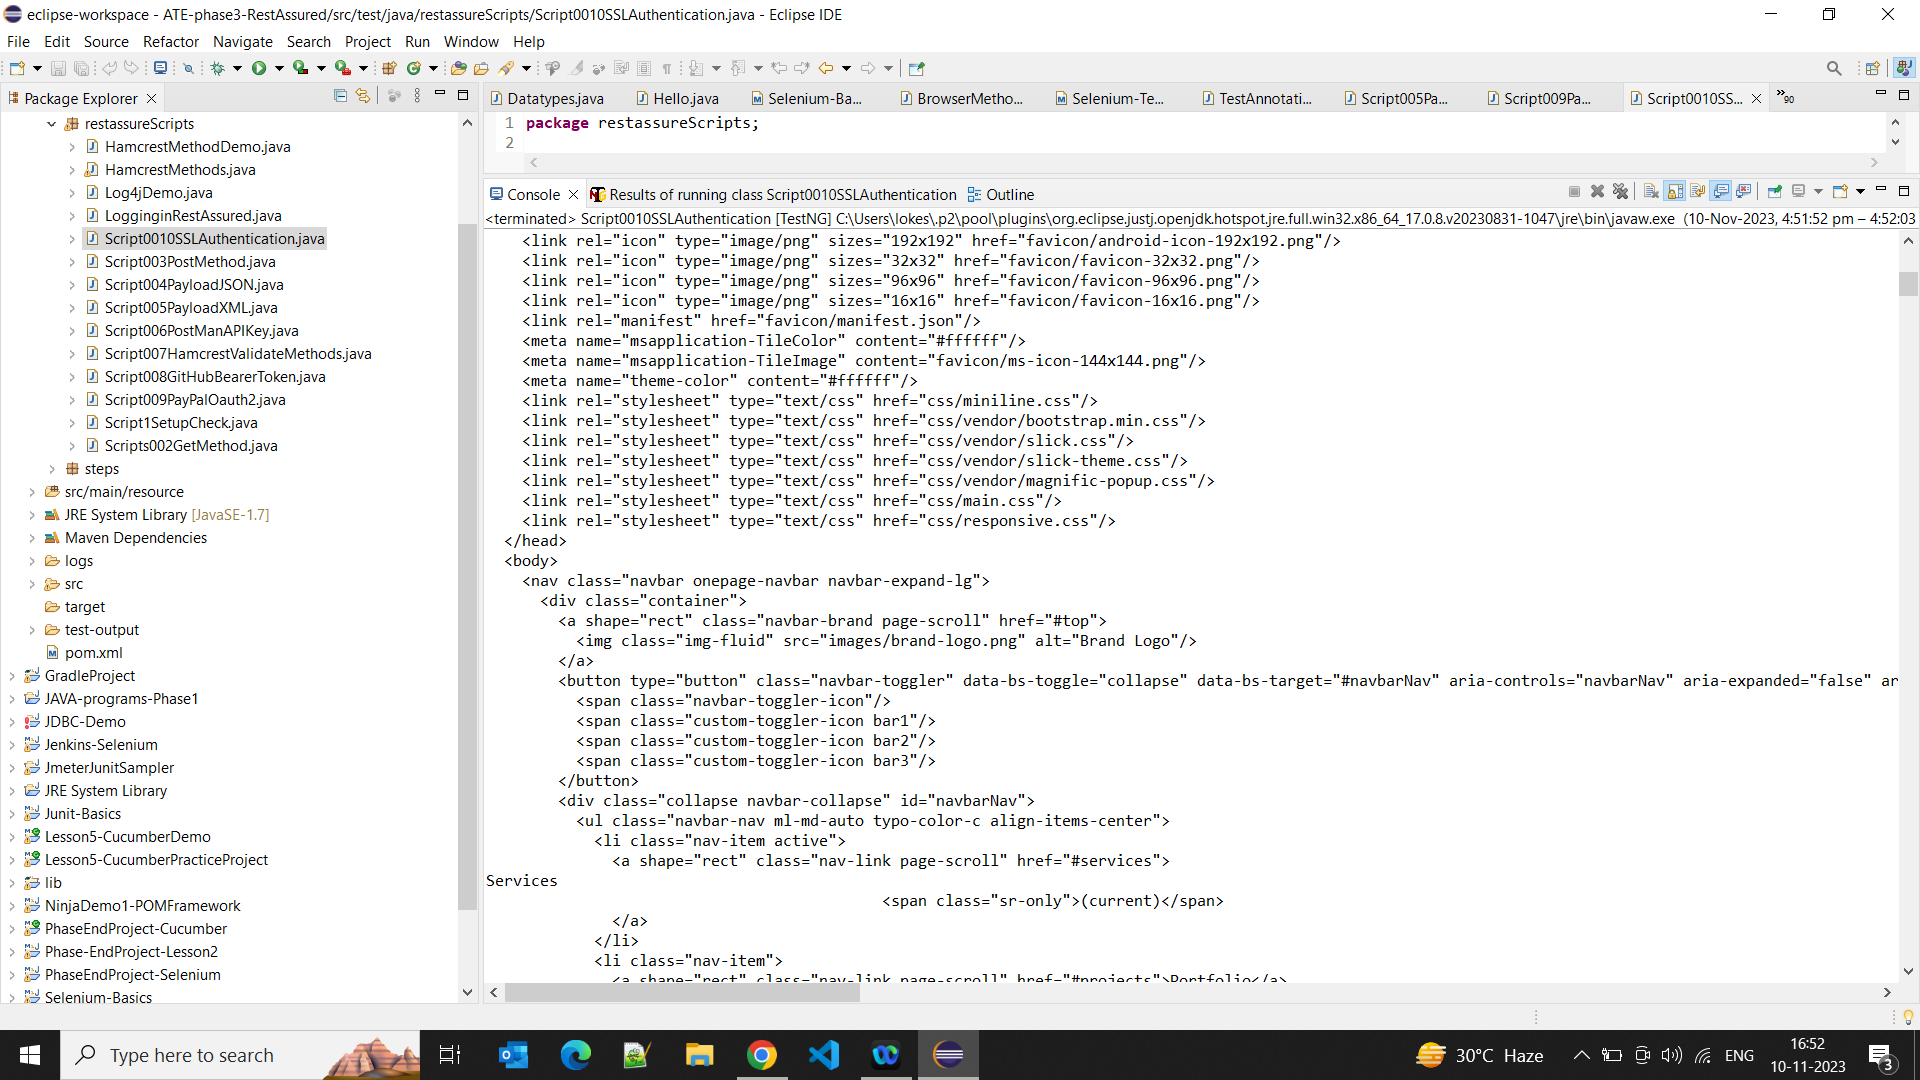 eclipse-workspace - ATE-phase3-RestAssured/src/test/java/restassureScripts/Script0010SSLAuthentication.java - Eclipse IDE
File Edit Source Refactor Navigate Search Project Run Window Help
Package Explorer
restassureScripts
HamcrestMethodDemo.java
HamcrestMethods.java
Log4jDemo.java
LogginginRestAssured.java
Script0010SSLAuthentication.java
Script003PostMethod.java
Script004PayloadJSON.java
Script005PayloadXML.java
Script006PostManAPIKey.java
Script007HamcrestValidateMethods.java
Script008GitHubBearerToken.java
Script009PayPalOauth2.java
Script1SetupCheck.java
Scripts002GetMethod.java
steps
src/main/resource
JRE System Library [JavaSE-1.7]
Maven Dependencies
logs
src
target
test-output
pom.xml
GradleProject
JAVA-programs-Phase1
JDBC-Demo
Jenkins-Selenium
JmeterJunitSampler
JRE System Library
Junit-Basics
Lesson5-CucumberDemo
Lesson5-CucumberPracticeProject
lib
NinjaDemo1-POMFramework
PhaseEndProject-Cucumber
Phase-EndProject-Lesson2
PhaseEndProject-Selenium
Selenium-Basics
Datatypes.java Hello.java Selenium-Ba... BrowserMetho... Selenium-Te... TestAnnotati... Script005Pa... Script009Pa... Script0010SS... »90
1 package restassureScripts;
2
Console Results of running class Script0010SSLAuthentication Outline
<terminated> Script0010SSLAuthentication [TestNG] C:\Users\lokes\.p2\pool\plugins\org.eclipse.justj.openjdk.hotspot.jre.full.win32.x86_64_17.0.8.v20230831-1047\jre\bin\javaw.exe (10-Nov-2023, 4:51:52 pm – 4:52:03
<link rel="icon" type="image/png" sizes="192x192" href="favicon/android-icon-192x192.png"/>
<link rel="icon" type="image/png" sizes="32x32" href="favicon/favicon-32x32.png"/>
<link rel="icon" type="image/png" sizes="96x96" href="favicon/favicon-96x96.png"/>
<link rel="icon" type="image/png" sizes="16x16" href="favicon/favicon-16x16.png"/>
<link rel="manifest" href="favicon/manifest.json"/>
<meta name="msapplication-TileColor" content="#ffffff"/>
<meta name="msapplication-TileImage" content="favicon/ms-icon-144x144.png"/>
<meta name="theme-color" content="#ffffff"/>
<link rel="stylesheet" type="text/css" href="css/miniline.css"/>
<link rel="stylesheet" type="text/css" href="css/vendor/bootstrap.min.css"/>
<link rel="stylesheet" type="text/css" href="css/vendor/slick.css"/>
<link rel="stylesheet" type="text/css" href="css/vendor/slick-theme.css"/>
<link rel="stylesheet" type="text/css" href="css/vendor/magnific-popup.css"/>
<link rel="stylesheet" type="text/css" href="css/main.css"/>
<link rel="stylesheet" type="text/css" href="css/responsive.css"/>
</head>
<body>
<nav class="navbar onepage-navbar navbar-expand-lg">
<div class="container">
<a shape="rect" class="navbar-brand page-scroll" href="#top">
<img class="img-fluid" src="images/brand-logo.png" alt="Brand Logo"/>
</a>
<button type="button" class="navbar-toggler" data-bs-toggle="collapse" data-bs-target="#navbarNav" aria-controls="navbarNav" aria-expanded="false" ar
<span class="navbar-toggler-icon"/>
<span class="custom-toggler-icon bar1"/>
<span class="custom-toggler-icon bar2"/>
<span class="custom-toggler-icon bar3"/>
</button>
<div class="collapse navbar-collapse" id="navbarNav">
<ul class="navbar-nav ml-md-auto typo-color-c align-items-center">
<li class="nav-item active">
<a shape="rect" class="nav-link page-scroll" href="#services">
Services
<span class="sr-only">(current)</span>
</a>
</li>
<li class="nav-item">
<a shape="rect" class="nav-link page-scroll" href="#projects">Portfolio</a>
Type here to search
30°C Haze
ENG
16:52
10-11-2023
3